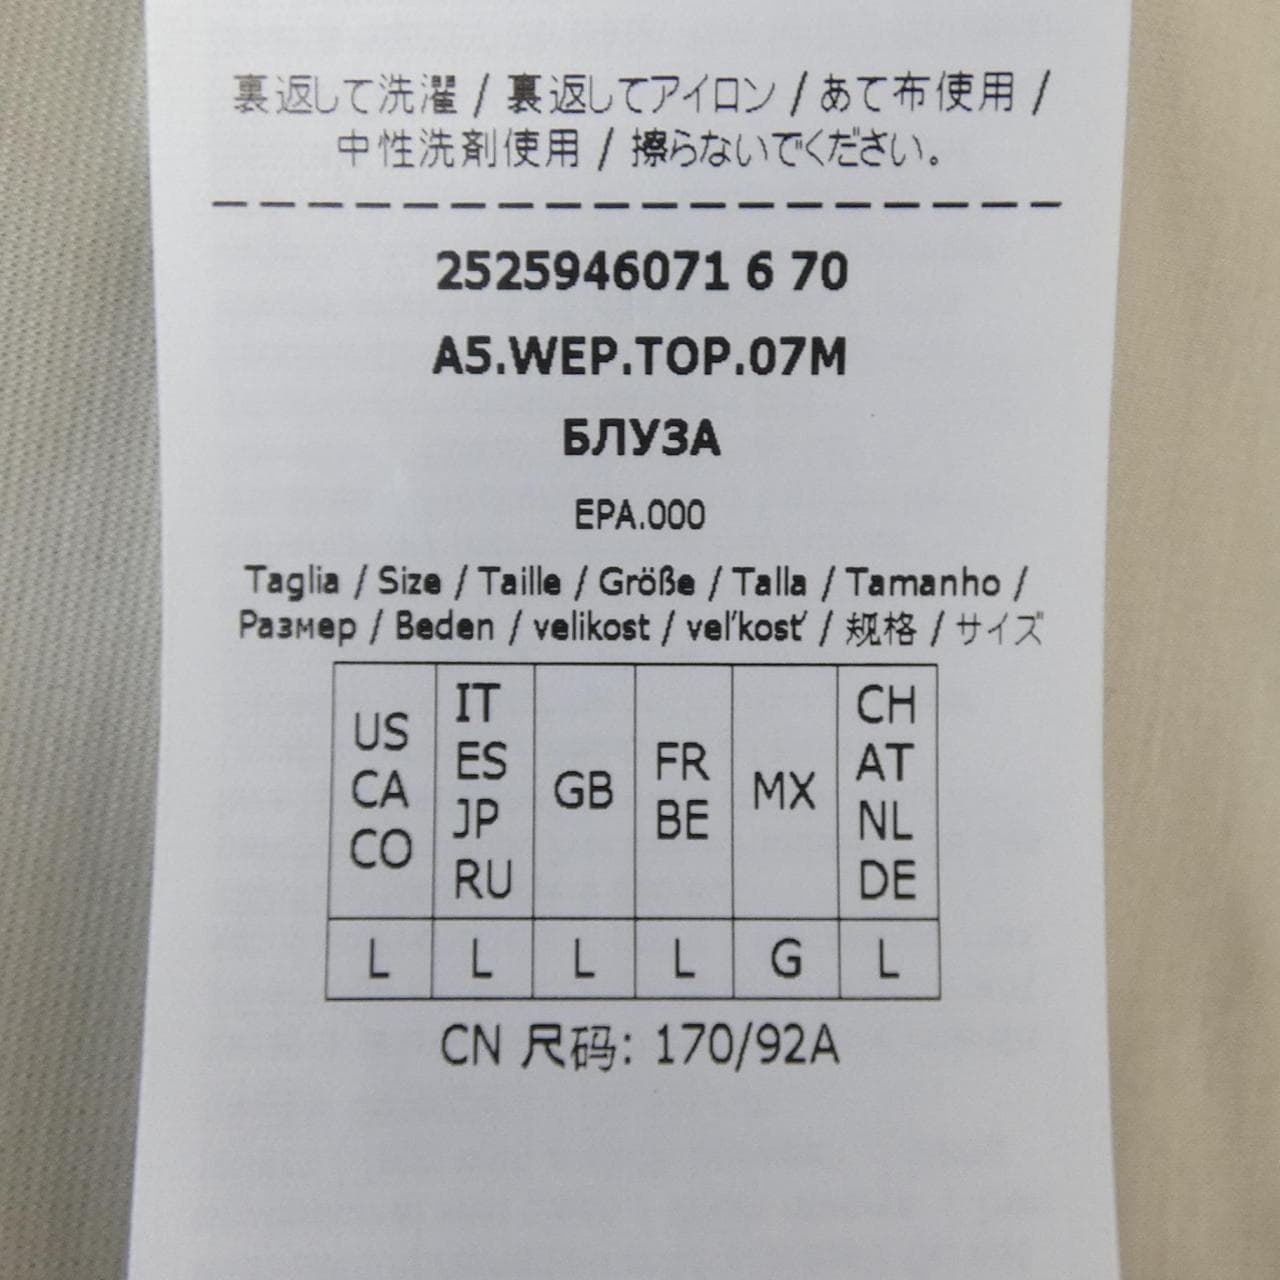 裏返して洗濯 / 裏返してアイロン / あて布使用 /
中性洗剤使用 / 擦らないでください。
2525946071 6 70
A5.WEP.TOP.07M
БЛУЗА
EPA.000
Taglia / Size / Taille / Größe / Talla / Tamanho /
Размер / Beden / velikost / veľkosť / 规格 / サイズ
US CA CO
IT ES JP RU
GB
FR BE
MX
CH AT NL DE
L L L L G L
CN 尺码: 170/92A